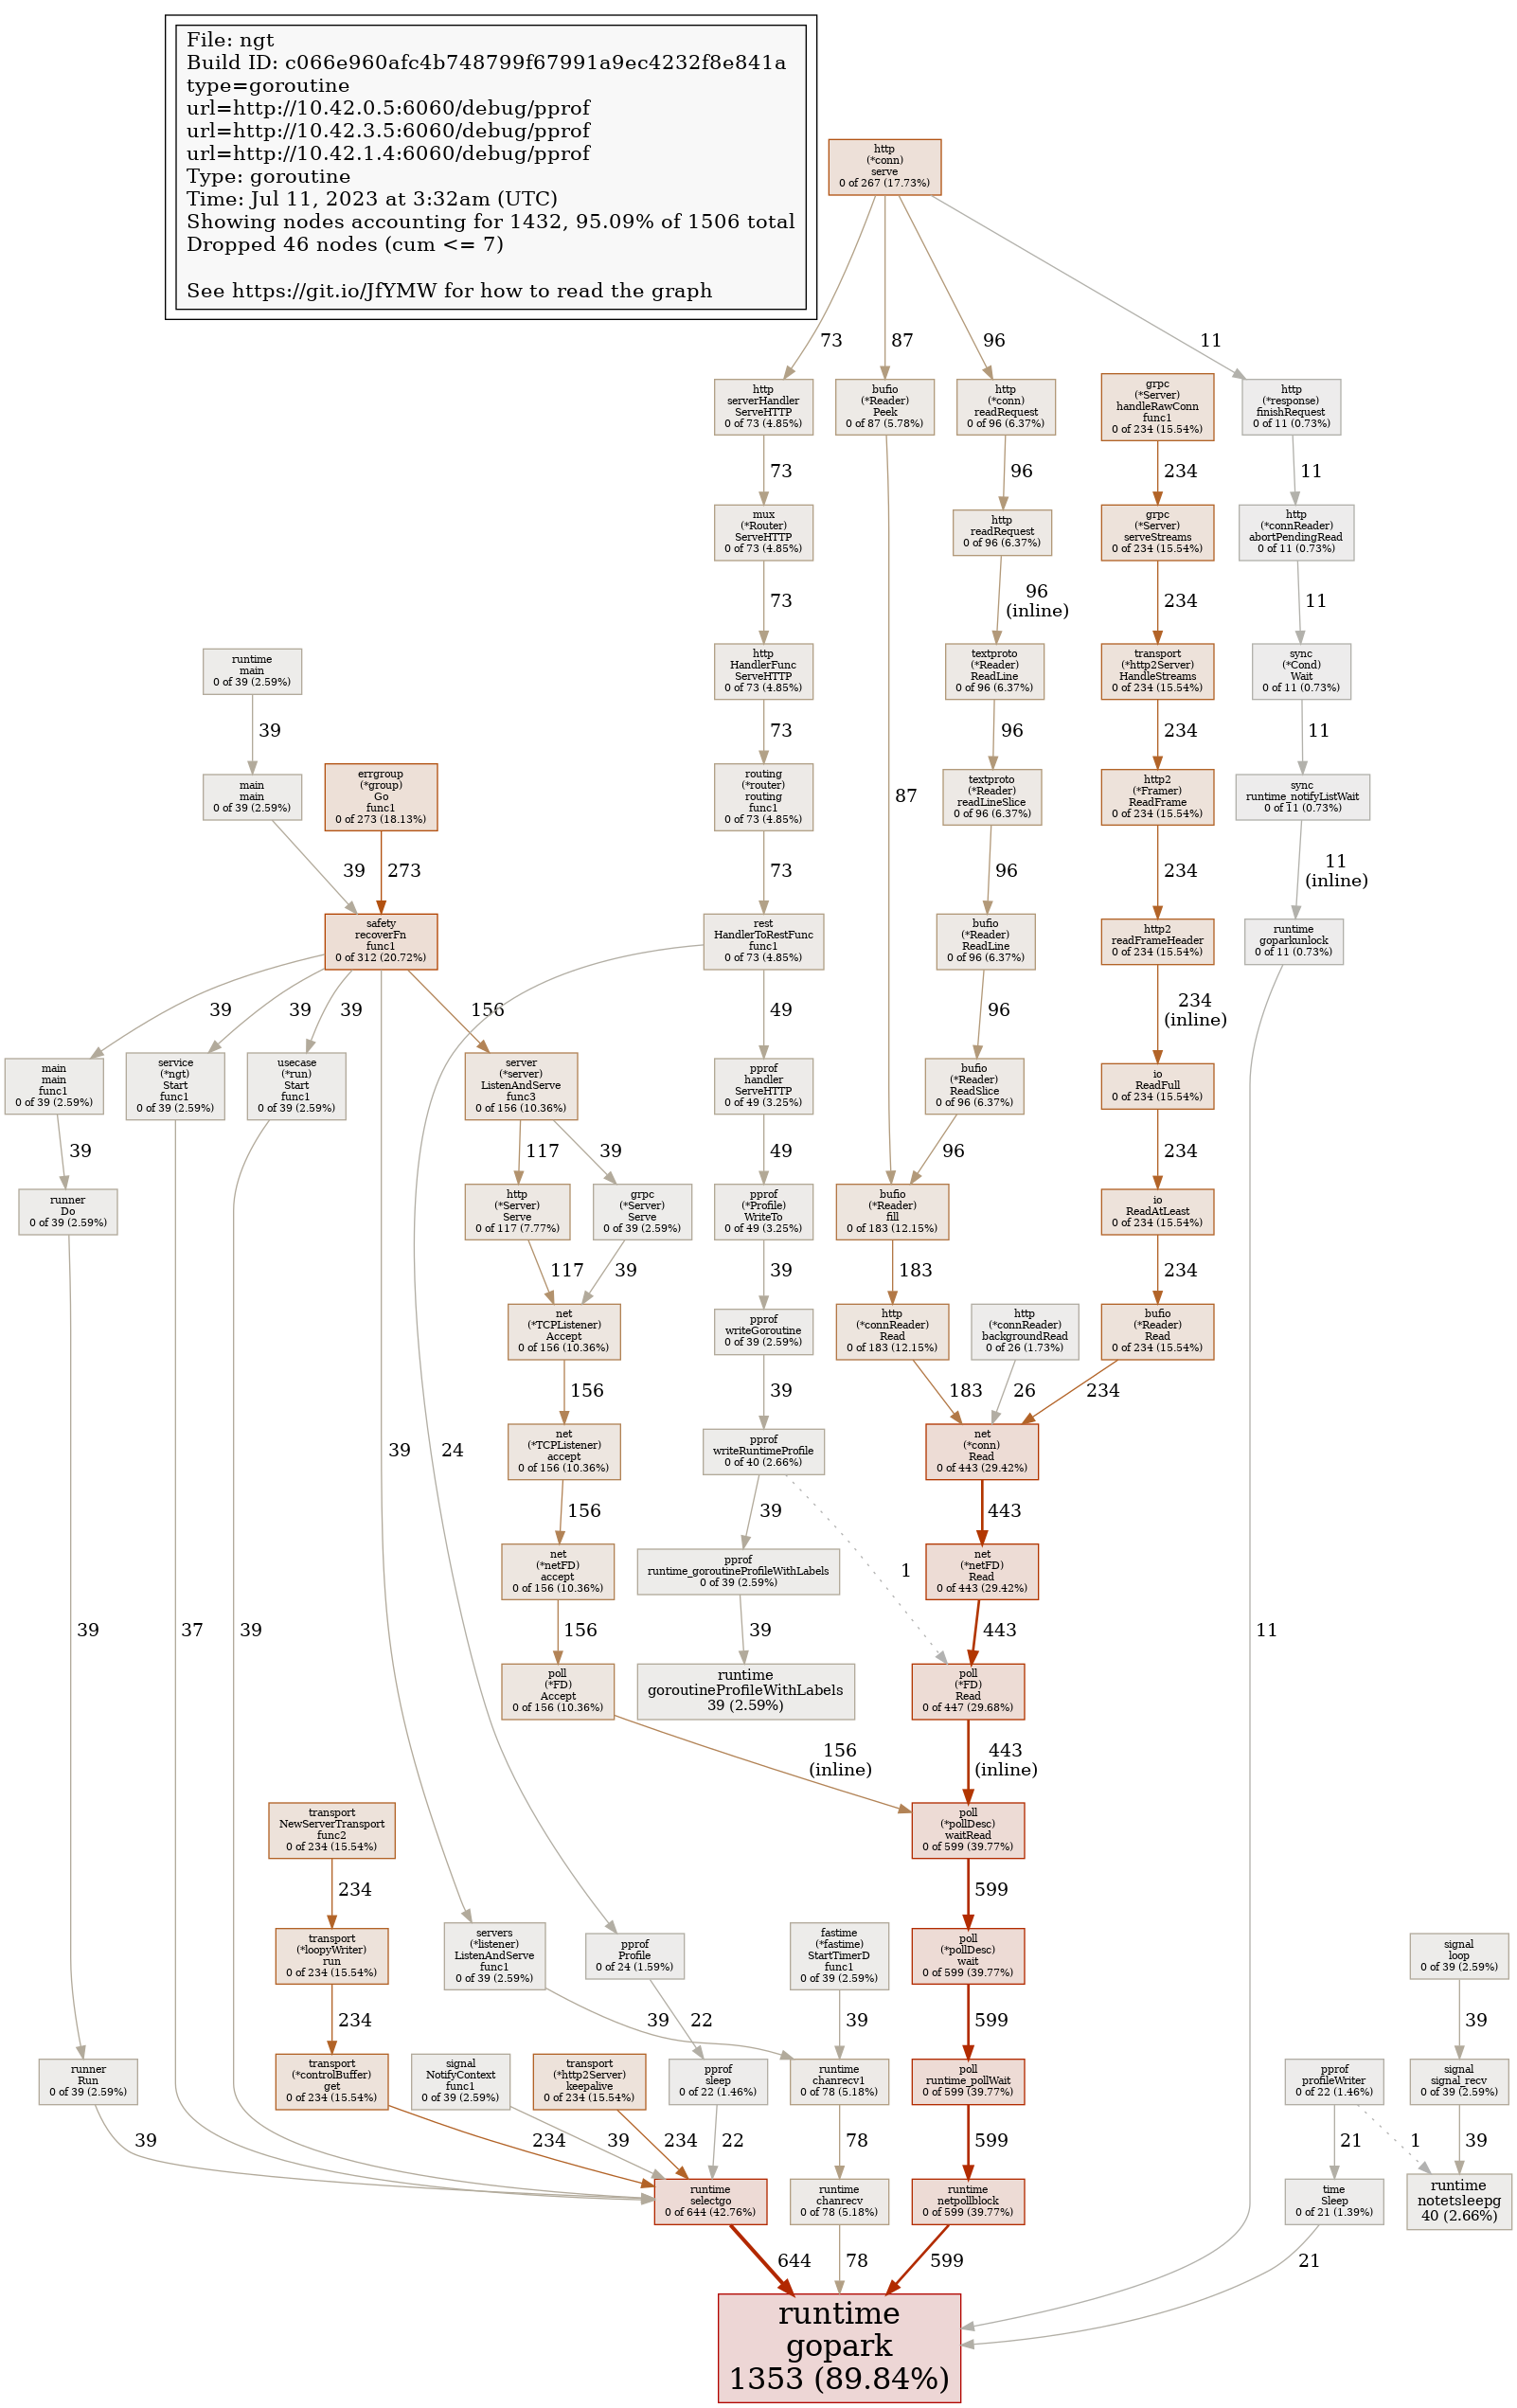 File: ngt
Build ID: c066e960afc4b748799f67991a9ec4232f8e841a
type=goroutine
url=http://10.42.0.5:6060/debug/pprof
url=http://10.42.3.5:6060/debug/pprof
url=http://10.42.1.4:6060/debug/pprof
Type: goroutine
Time: Jul 11, 2023 at 3:32am (UTC)
Showing nodes accounting for 1432, 95.09% of 1506 total
Dropped 46 nodes (cum <= 7)
See https://git.io/JfYMW for how to read the graph
http
(*conn)
serve
0 of 267 (17.73%)
73
87
96
11
http
serverHandler
ServeHTTP
0 of 73 (4.85%)
bufio
(*Reader)
Peek
0 of 87 (5.78%)
http
(*conn)
readRequest
0 of 96 (6.37%)
grpc
(*Server)
handleRawConn
func1
0 of 234 (15.54%)
http
(*response)
finishRequest
0 of 11 (0.73%)
73
96
234
11
mux
(*Router)
ServeHTTP
0 of 73 (4.85%)
http
readRequest
0 of 96 (6.37%)
grpc
(*Server)
serveStreams
0 of 234 (15.54%)
http
(*connReader)
abortPendingRead
0 of 11 (0.73%)
73
96
(inline)
234
11
runtime
main
0 of 39 (2.59%)
http
HandlerFunc
ServeHTTP
0 of 73 (4.85%)
textproto
(*Reader)
ReadLine
0 of 96 (6.37%)
transport
(*http2Server)
HandleStreams
0 of 234 (15.54%)
sync
(*Cond)
Wait
0 of 11 (0.73%)
39
73
96
234
11
main
main
0 of 39 (2.59%)
errgroup
(*group)
Go
func1
0 of 273 (18.13%)
routing
(*router)
routing
func1
0 of 73 (4.85%)
87
textproto
(*Reader)
readLineSlice
0 of 96 (6.37%)
http2
(*Framer)
ReadFrame
0 of 234 (15.54%)
sync
runtime_notifyListWait
0 of 11 (0.73%)
39
273
73
96
234
11
(inline)
safety
recoverFn
func1
0 of 312 (20.72%)
rest
HandlerToRestFunc
func1
0 of 73 (4.85%)
bufio
(*Reader)
ReadLine
0 of 96 (6.37%)
http2
readFrameHeader
0 of 234 (15.54%)
runtime
goparkunlock
0 of 11 (0.73%)
39
39
39
156
49
96
234
(inline)
main
main
func1
0 of 39 (2.59%)
service
(*ngt)
Start
func1
0 of 39 (2.59%)
usecase
(*run)
Start
func1
0 of 39 (2.59%)
server
(*server)
ListenAndServe
func3
0 of 156 (10.36%)
pprof
handler
ServeHTTP
0 of 49 (3.25%)
bufio
(*Reader)
ReadSlice
0 of 96 (6.37%)
io
ReadFull
0 of 234 (15.54%)
39
117
39
49
96
234
runner
Do
0 of 39 (2.59%)
http
(*Server)
Serve
0 of 117 (7.77%)
grpc
(*Server)
Serve
0 of 39 (2.59%)
pprof
(*Profile)
WriteTo
0 of 49 (3.25%)
bufio
(*Reader)
fill
0 of 183 (12.15%)
io
ReadAtLeast
0 of 234 (15.54%)
117
39
39
183
234
net
(*TCPListener)
Accept
0 of 156 (10.36%)
pprof
writeGoroutine
0 of 39 (2.59%)
http
(*connReader)
Read
0 of 183 (12.15%)
http
(*connReader)
backgroundRead
0 of 26 (1.73%)
bufio
(*Reader)
Read
0 of 234 (15.54%)
156
39
183
26
234
39
24
net
(*TCPListener)
accept
0 of 156 (10.36%)
pprof
writeRuntimeProfile
0 of 40 (2.66%)
net
(*conn)
Read
0 of 443 (29.42%)
156
39
443
net
(*netFD)
accept
0 of 156 (10.36%)
pprof
runtime_goroutineProfileWithLabels
0 of 39 (2.59%)
1
net
(*netFD)
Read
0 of 443 (29.42%)
39
37
39
156
39
443
11
poll
(*FD)
Accept
0 of 156 (10.36%)
runtime
goroutineProfileWithLabels
39 (2.59%)
poll
(*FD)
Read
0 of 447 (29.68%)
156
(inline)
443
(inline)
transport
NewServerTransport
func2
0 of 234 (15.54%)
poll
(*pollDesc)
waitRead
0 of 599 (39.77%)
234
599
transport
(*loopyWriter)
run
0 of 234 (15.54%)
servers
(*listener)
ListenAndServe
func1
0 of 39 (2.59%)
pprof
Profile
0 of 24 (1.59%)
fastime
(*fastime)
StartTimerD
func1
0 of 39 (2.59%)
poll
(*pollDesc)
wait
0 of 599 (39.77%)
signal
loop
0 of 39 (2.59%)
234
39
22
39
599
39
runner
Run
0 of 39 (2.59%)
transport
(*controlBuffer)
get
0 of 234 (15.54%)
signal
NotifyContext
func1
0 of 39 (2.59%)
transport
(*http2Server)
keepalive
0 of 234 (15.54%)
pprof
sleep
0 of 22 (1.46%)
runtime
chanrecv1
0 of 78 (5.18%)
poll
runtime_pollWait
0 of 599 (39.77%)
pprof
profileWriter
0 of 22 (1.46%)
signal
signal_recv
0 of 39 (2.59%)
39
234
39
234
22
78
599
21
1
39
runtime
selectgo
0 of 644 (42.76%)
runtime
chanrecv
0 of 78 (5.18%)
runtime
netpollblock
0 of 599 (39.77%)
time
Sleep
0 of 21 (1.39%)
runtime
notetsleepg
40 (2.66%)
644
78
599
21
runtime
gopark
1353 (89.84%)